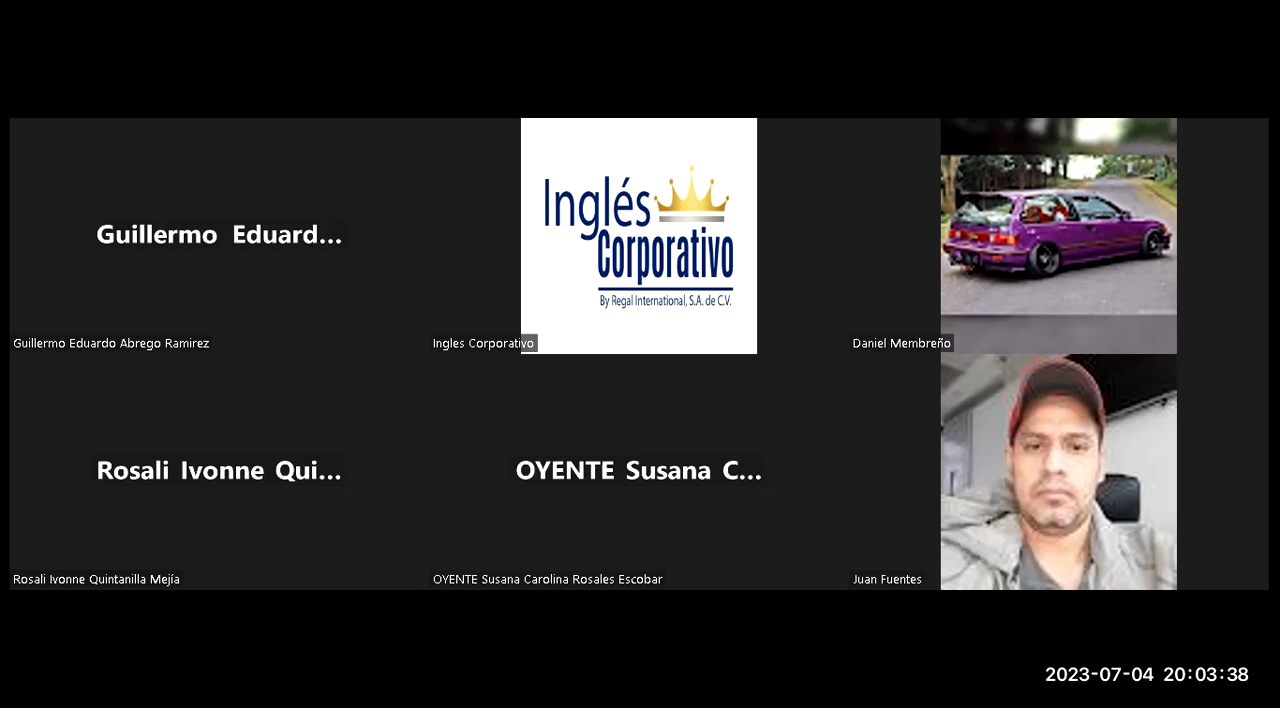 Guillermo Eduard...
Guillermo Eduardo Abrego Ramirez
Inglés
Corporativo
By Regal International, S.A. de C.V.
Ingles Corporativo
Daniel Membreño
Rosali Ivonne Qui...
Rosali Ivonne Quintanilla Mejía
OYENTE Susana C...
OYENTE Susana Carolina Rosales Escobar
Juan Fuentes
2023-07-04 20:03:38